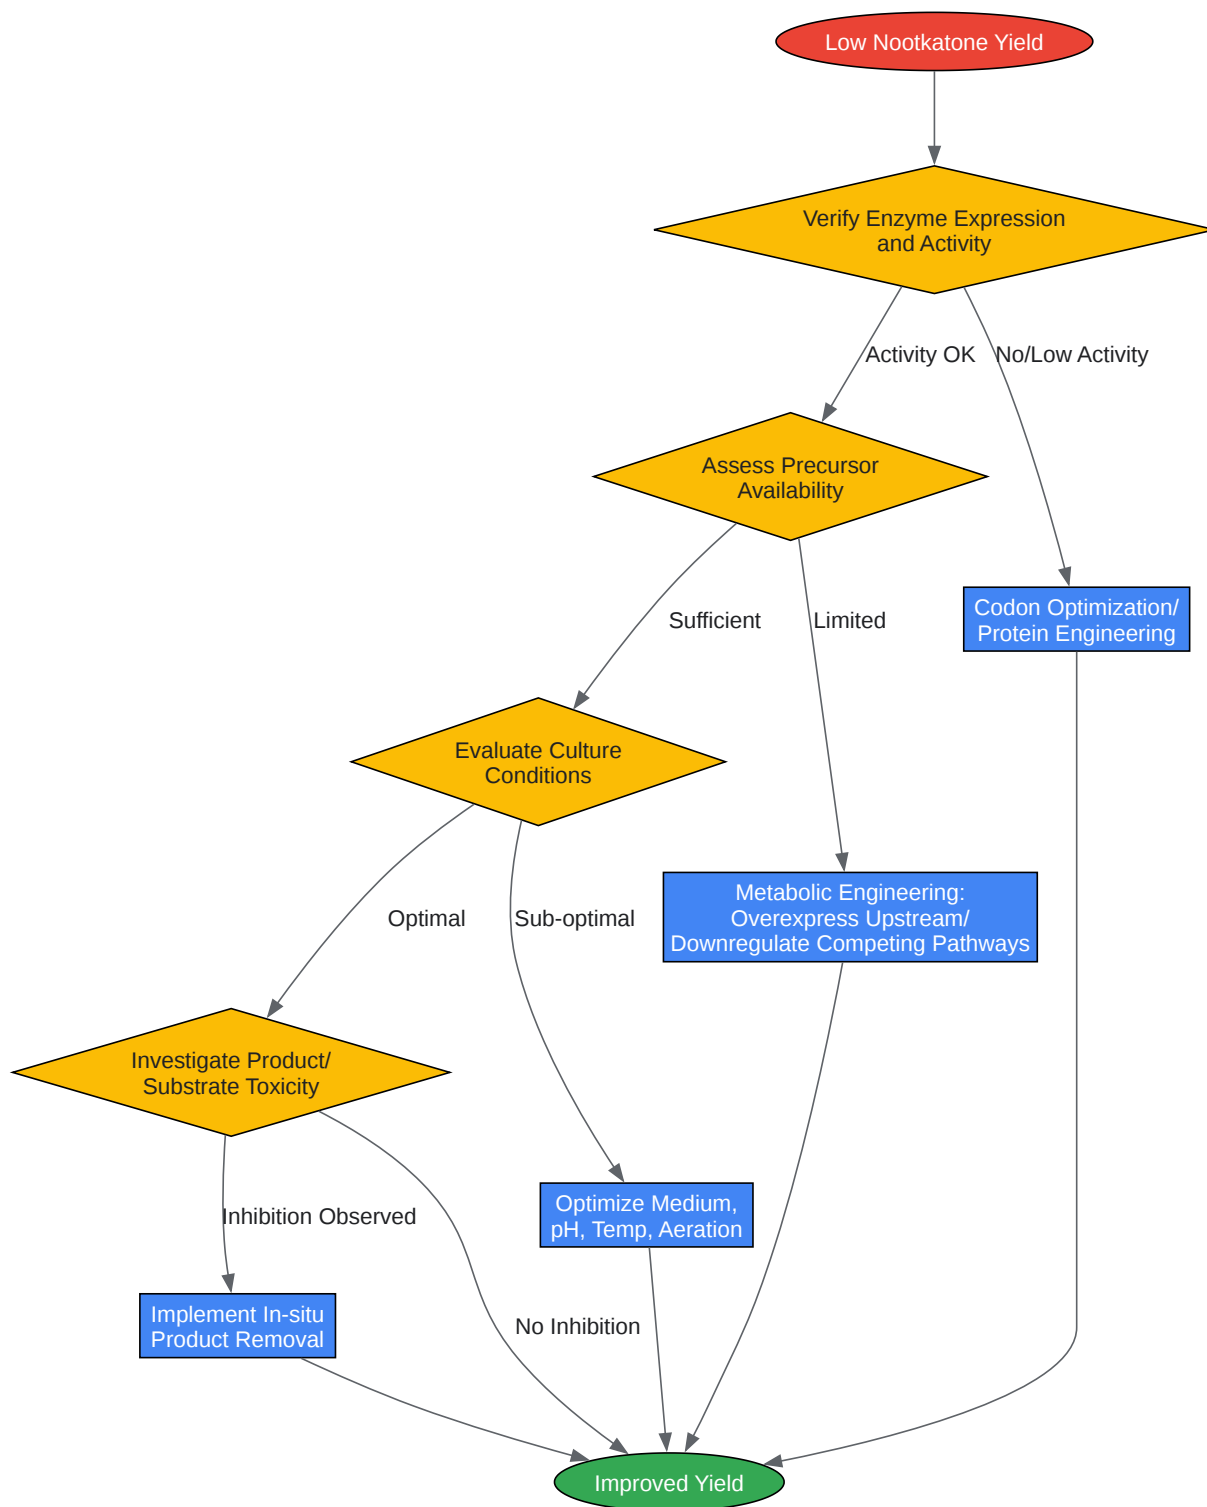 Low Nootkatone Yield
Verify Enzyme Expression
and Activity
Activity OK
No/Low Activity
Assess Precursor
Availability
Codon Optimization/
Protein Engineering
Sufficient
Limited
Evaluate Culture
Conditions
Metabolic Engineering:
Overexpress Upstream/
Downregulate Competing Pathways
Optimal
Sub-optimal
Investigate Product/
Substrate Toxicity
Optimize Medium,
pH, Temp, Aeration
Inhibition Observed
Implement In-situ
Product Removal
No Inhibition
Improved Yield